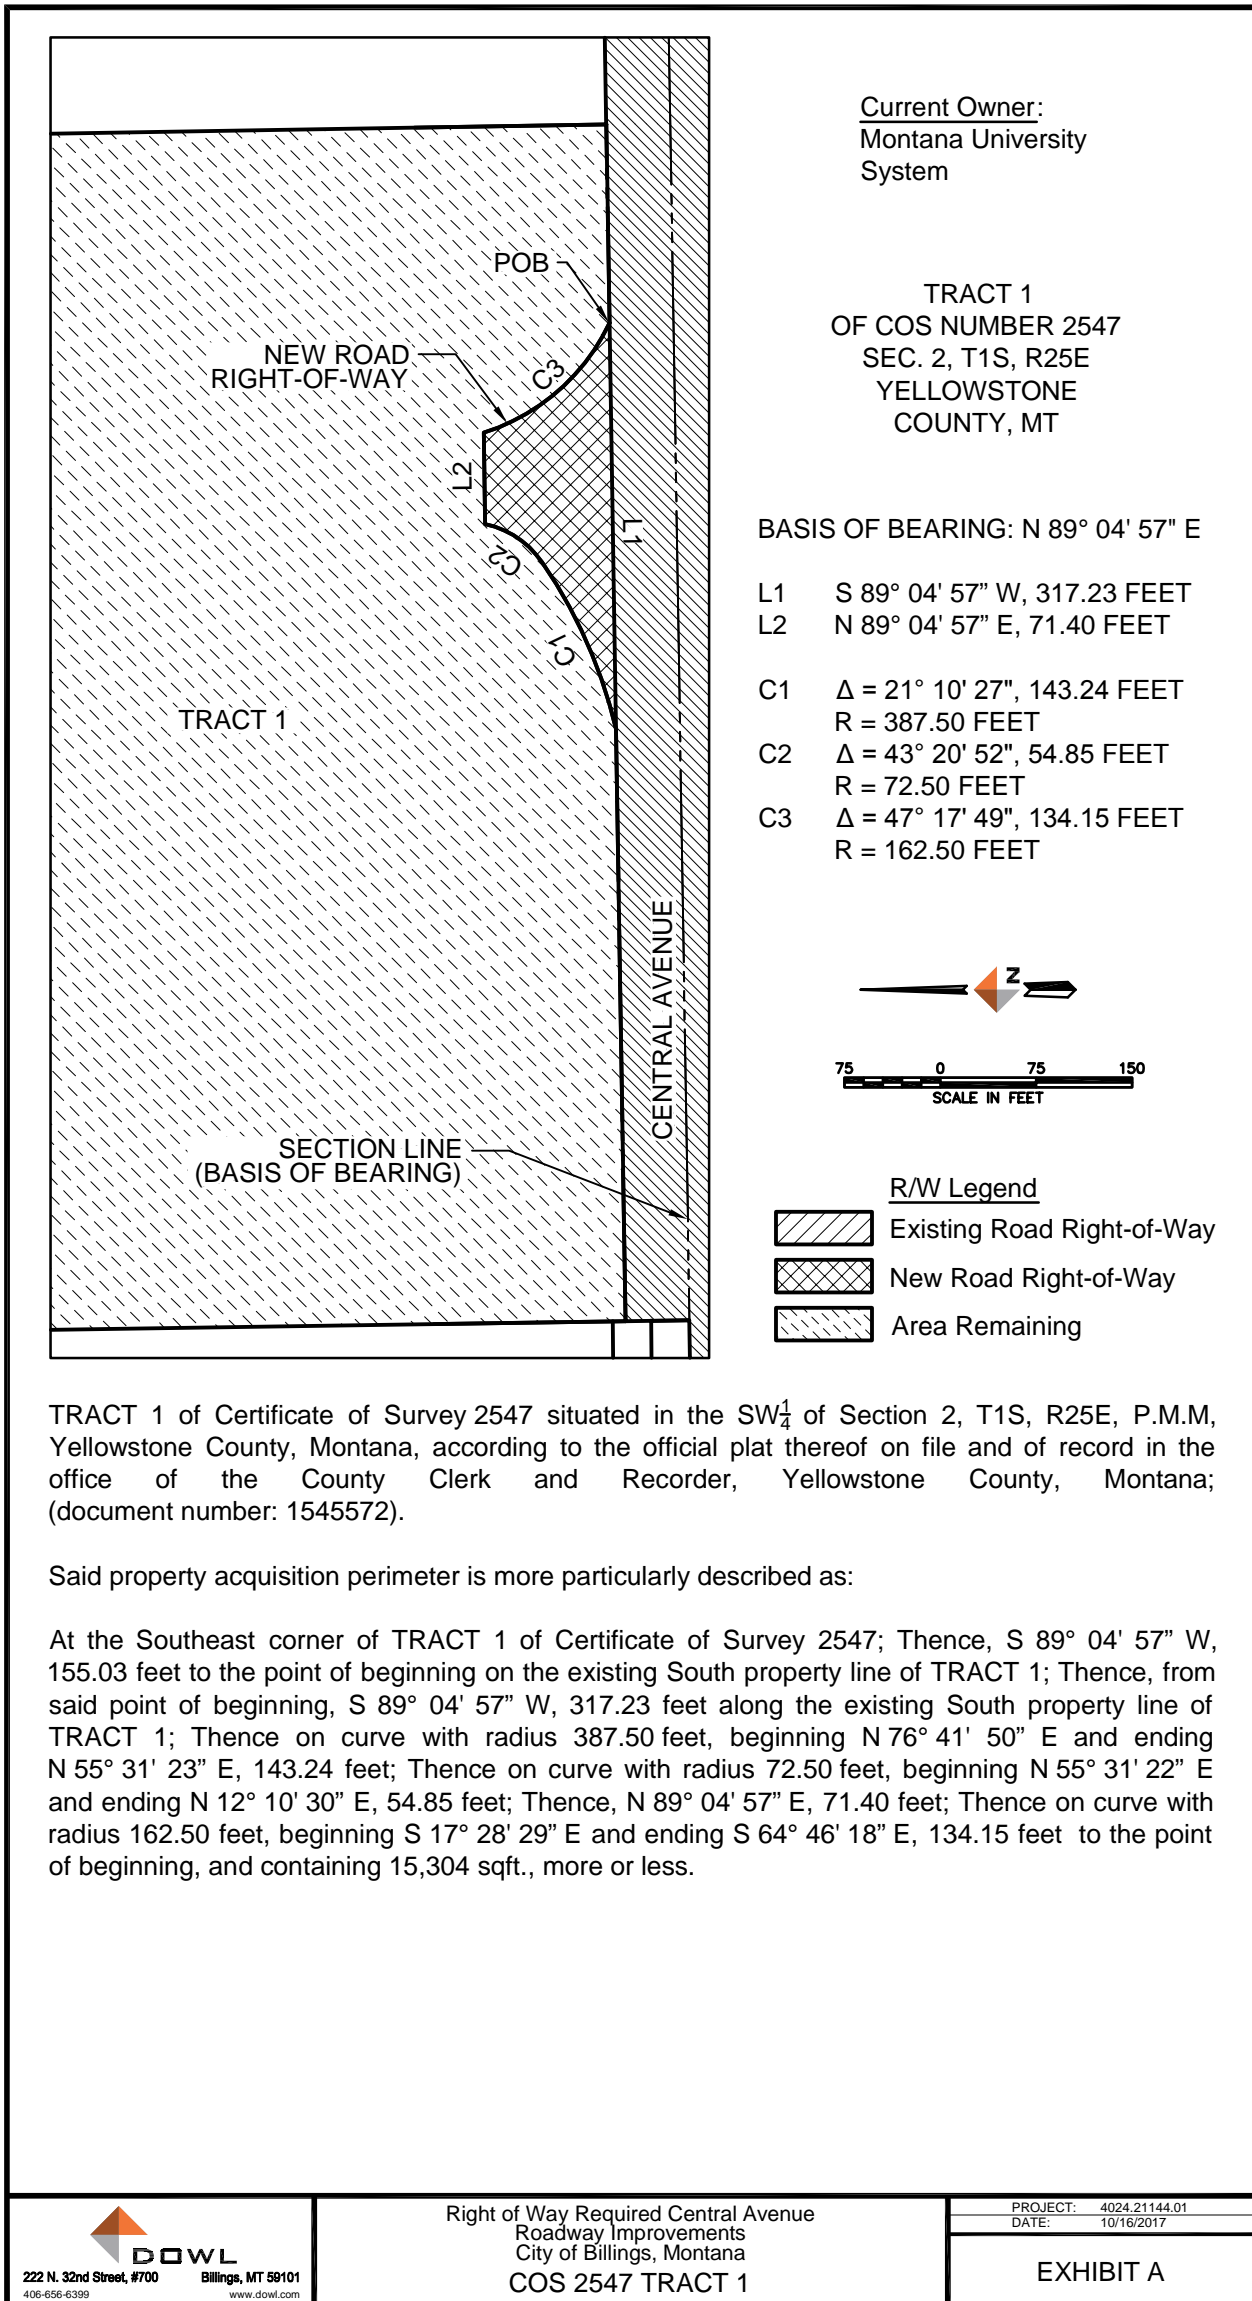 Current Owner:
Montana University
System
TRACT 1
OF COS NUMBER 2547
SEC. 2, T1S, R25E
YELLOWSTONE
COUNTY, MT
BASIS OF BEARING: N 89° 04' 57" E
L1 S 89° 04' 57” W, 317.23 FEET
L2 N 89° 04' 57” E, 71.40 FEET
C1 Δ = 21° 10' 27", 143.24 FEET
R = 387.50 FEET
C2 Δ = 43° 20' 52", 54.85 FEET
R = 72.50 FEET
C3 Δ = 47° 17' 49", 134.15 FEET
R = 162.50 FEET
POB
NEW ROAD
RIGHT-OF-WAY
C3
L2
L1
C2
C1
TRACT 1
CENTRAL AVENUE
SECTION LINE
(BASIS OF BEARING)
Z
75 0 75 150
SCALE IN FEET
R/W Legend
Existing Road Right-of-Way
New Road Right-of-Way
Area Remaining
TRACT 1 of Certificate of Survey 2547 situated in the SW¼ of Section 2, T1S, R25E, P.M.M,
Yellowstone County, Montana, according to the official plat thereof on file and of record in the
office of the County Clerk and Recorder, Yellowstone County, Montana;
(document number: 1545572).
Said property acquisition perimeter is more particularly described as:
At the Southeast corner of TRACT 1 of Certificate of Survey 2547; Thence, S 89° 04' 57” W,
155.03 feet to the point of beginning on the existing South property line of TRACT 1; Thence, from
said point of beginning, S 89° 04' 57” W, 317.23 feet along the existing South property line of
TRACT 1; Thence on curve with radius 387.50 feet, beginning N 76° 41' 50” E and ending
N 55° 31' 23” E, 143.24 feet; Thence on curve with radius 72.50 feet, beginning N 55° 31' 22” E
and ending N 12° 10' 30” E, 54.85 feet; Thence, N 89° 04' 57” E, 71.40 feet; Thence on curve with
radius 162.50 feet, beginning S 17° 28' 29” E and ending S 64° 46' 18” E, 134.15 feet to the point
of beginning, and containing 15,304 sqft., more or less.
DOWL
222 N. 32nd Street, #700 Billings, MT 59101
406-656-6399 www.dowl.com
Right of Way Required Central Avenue
Roadway Improvements
City of Billings, Montana
COS 2547 TRACT 1
PROJECT: 4024.21144.01
DATE: 10/16/2017
EXHIBIT A